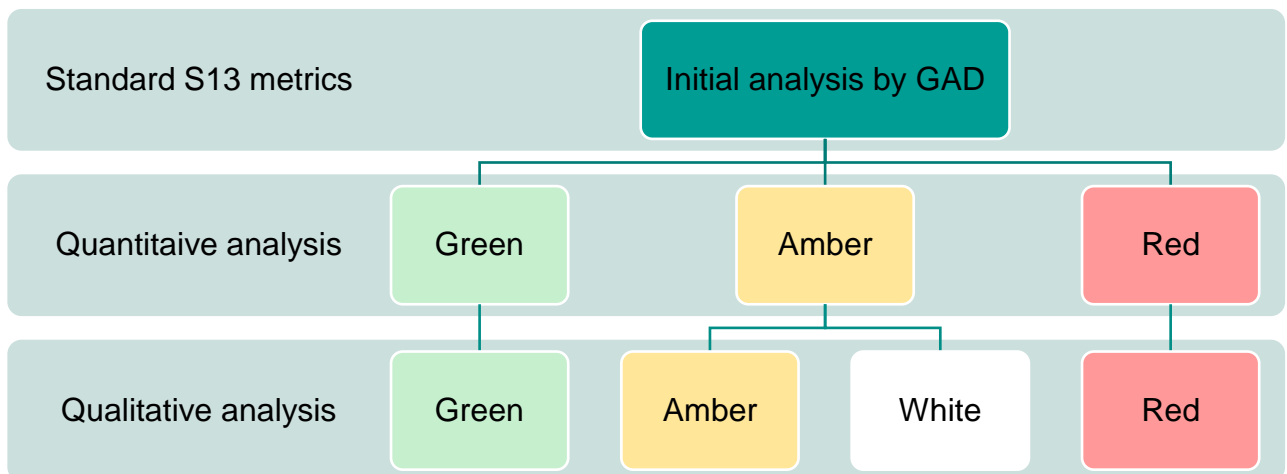 Standard S13 metrics
Initial analysis by GAD
Quantitaive analysis
Green
Amber
Red
Qualitative analysis
Green
Amber
White
Red